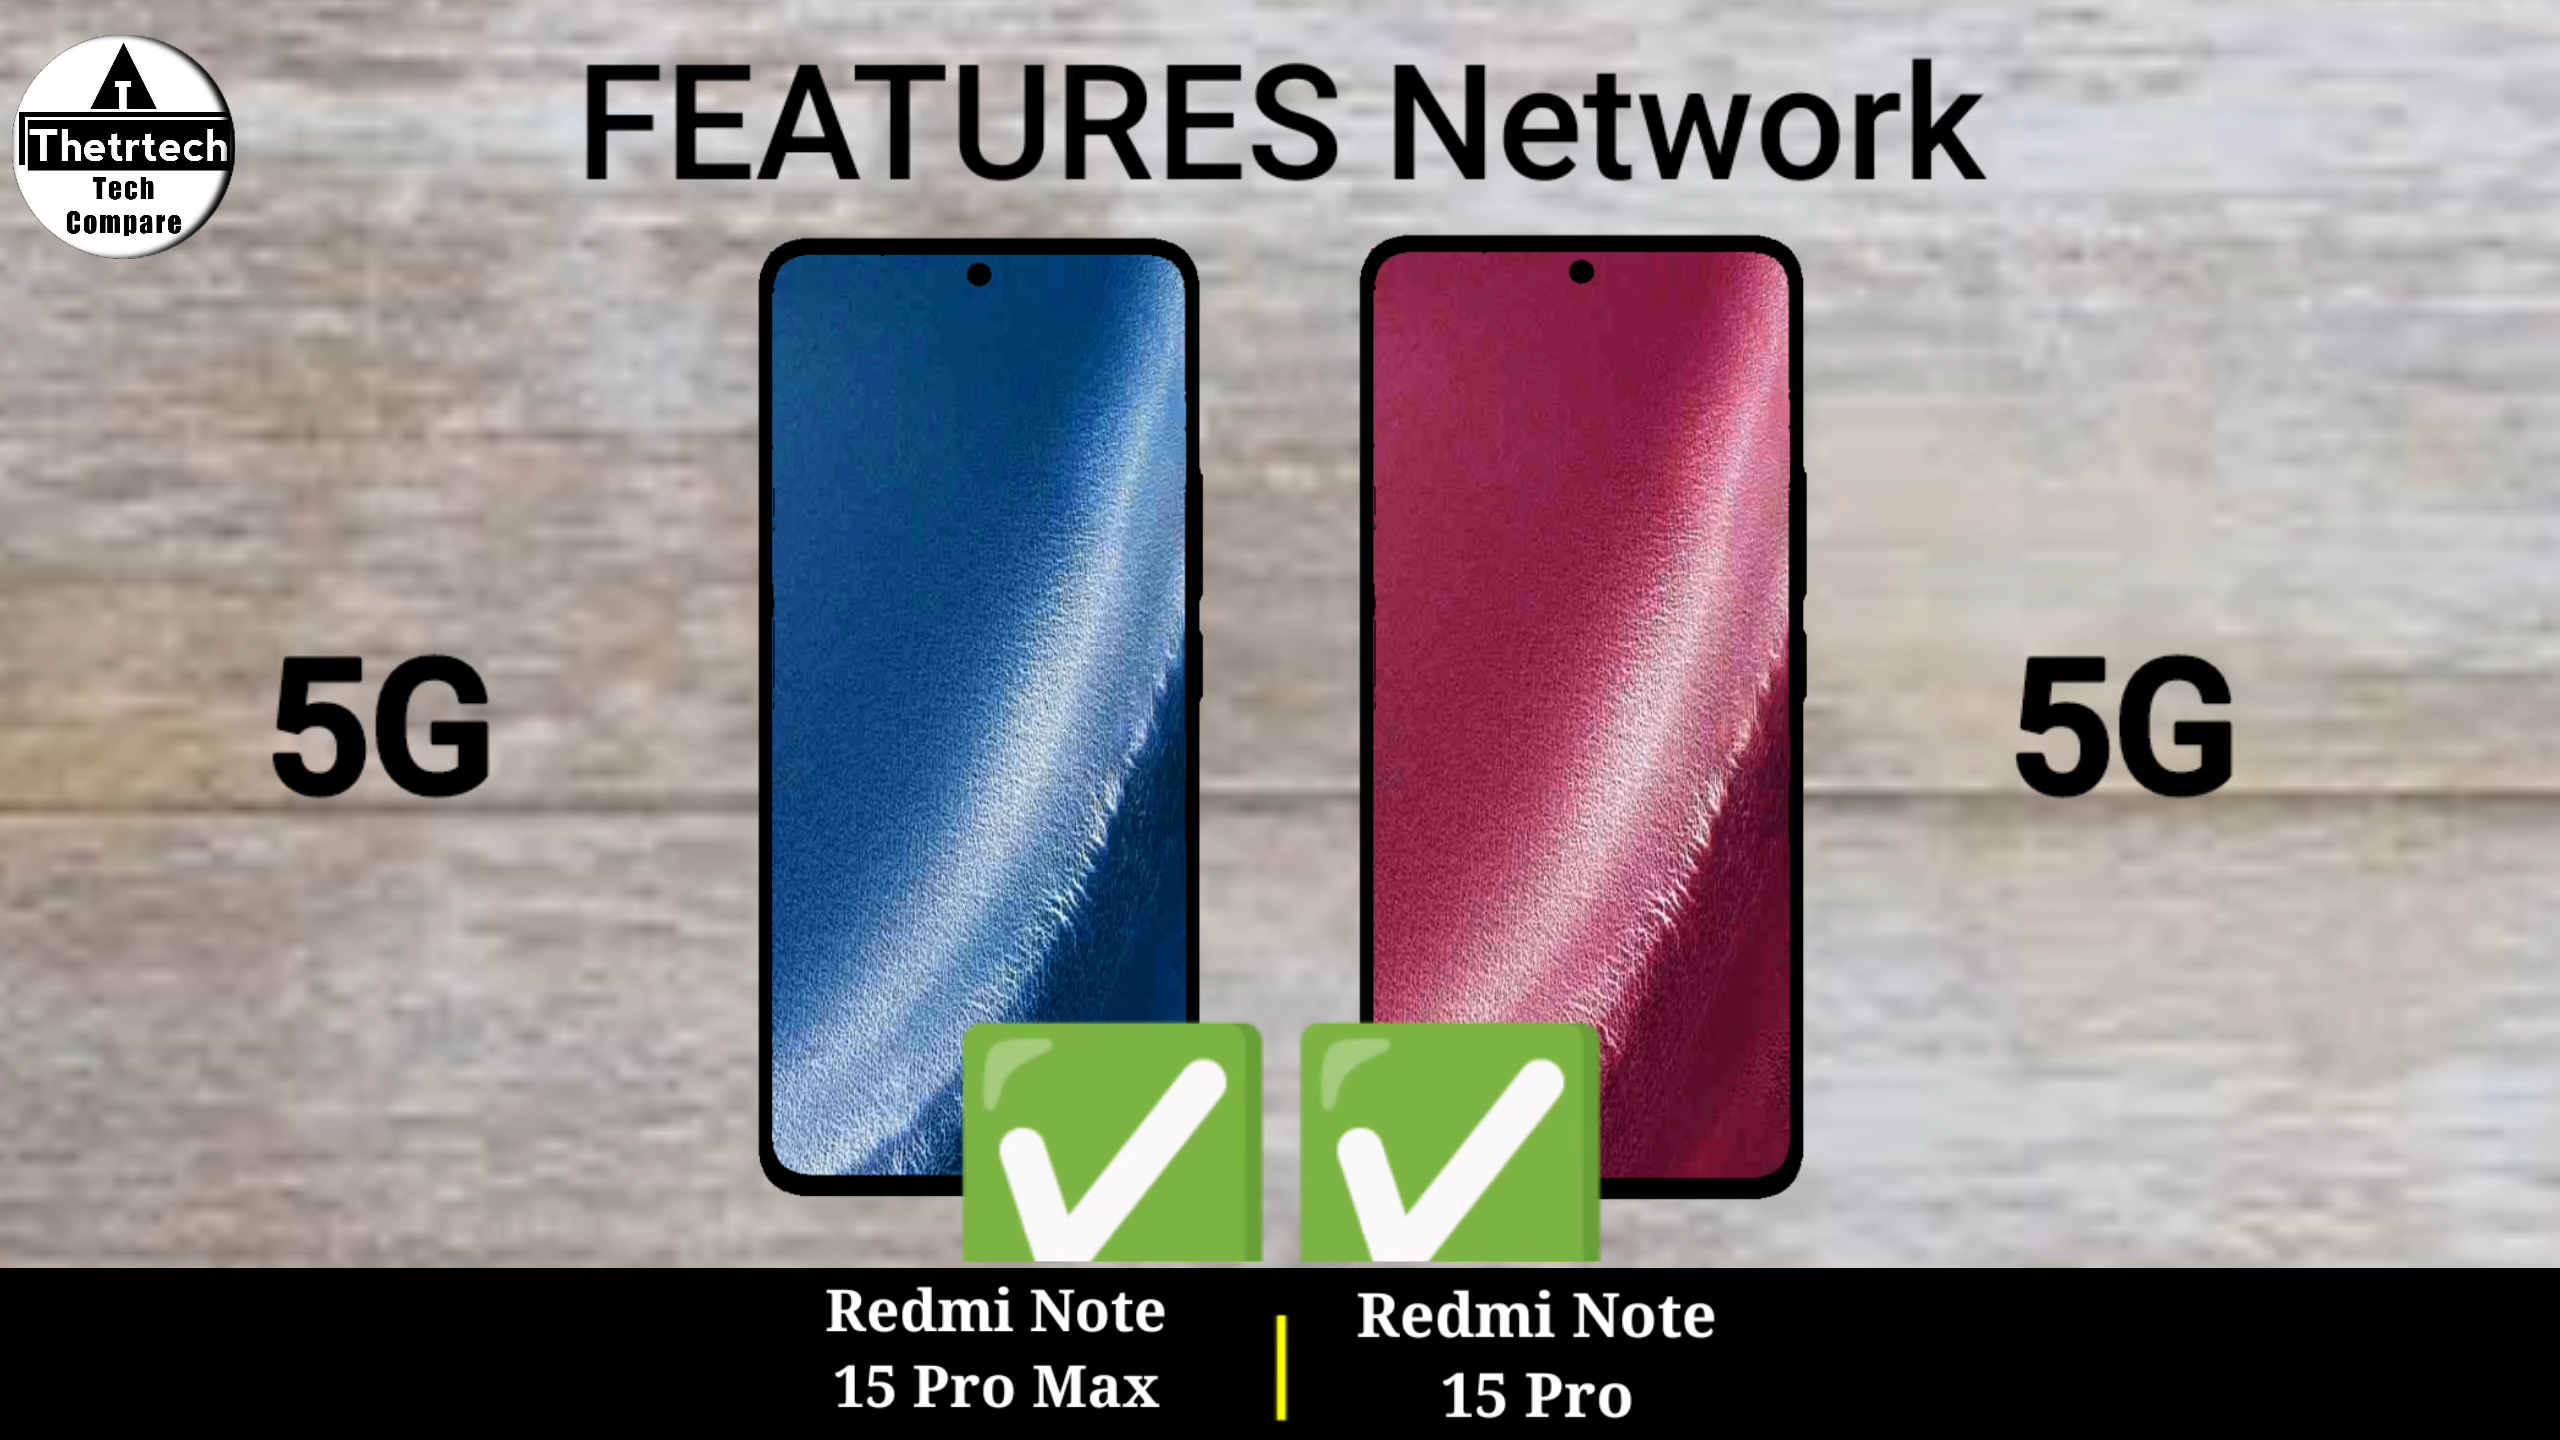 T
Thetrtech
Tech
Compare
FEATURES Network
5G
5G
Redmi Note
15 Pro Max
Redmi Note
15 Pro